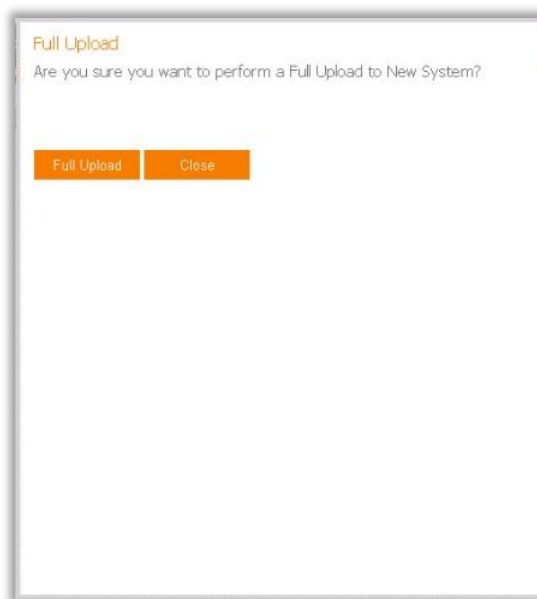 Full Upload
Are you sure you want to perform a Full Upload to New System?
Full Upload Close